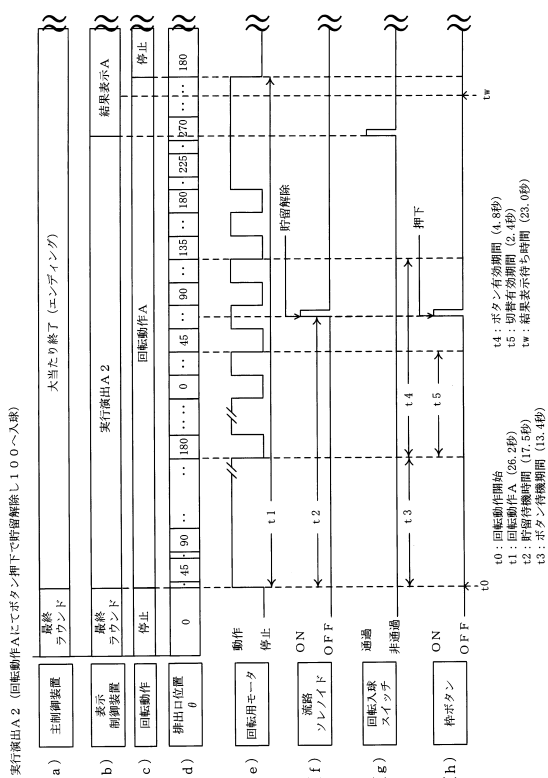 実行演出A2（回転動作Aにてボタン押下で貯留解除し100へ入球）
a) 主制御装置 最終ラウンド 大当たり終了（エンディング）
b) 表示制御装置 最終ラウンド 実行演出A2 結果表示A
c) 回転動作 停止 回転動作A 停止
d) 排出口位置 θ 0 45 ・ 90 ‥ 180 ・‥ 0 ・ 45 ・ 90 ・ 135 ・‥ 180 ・ 225 ・ 270 ‥ 180
e) 回転用モータ 動作 停止 t1
f) 流路ソレノイド ON OFF t2 貯留解除
g) 回転入球スイッチ 通過 非通過 t3 t4
h) 枠ボタン ON OFF t5 押下
t0 tw
t0：回転動作開始
t1：回転動作A（26.2秒）
t2：貯留待機時間（17.5秒）
t3：ボタン待機期間（13.4秒）
t4：ボタン有効期間（4.8秒）
t5：切替有効期間（2.4秒）
tw：結果表示待ち時間（23.0秒）